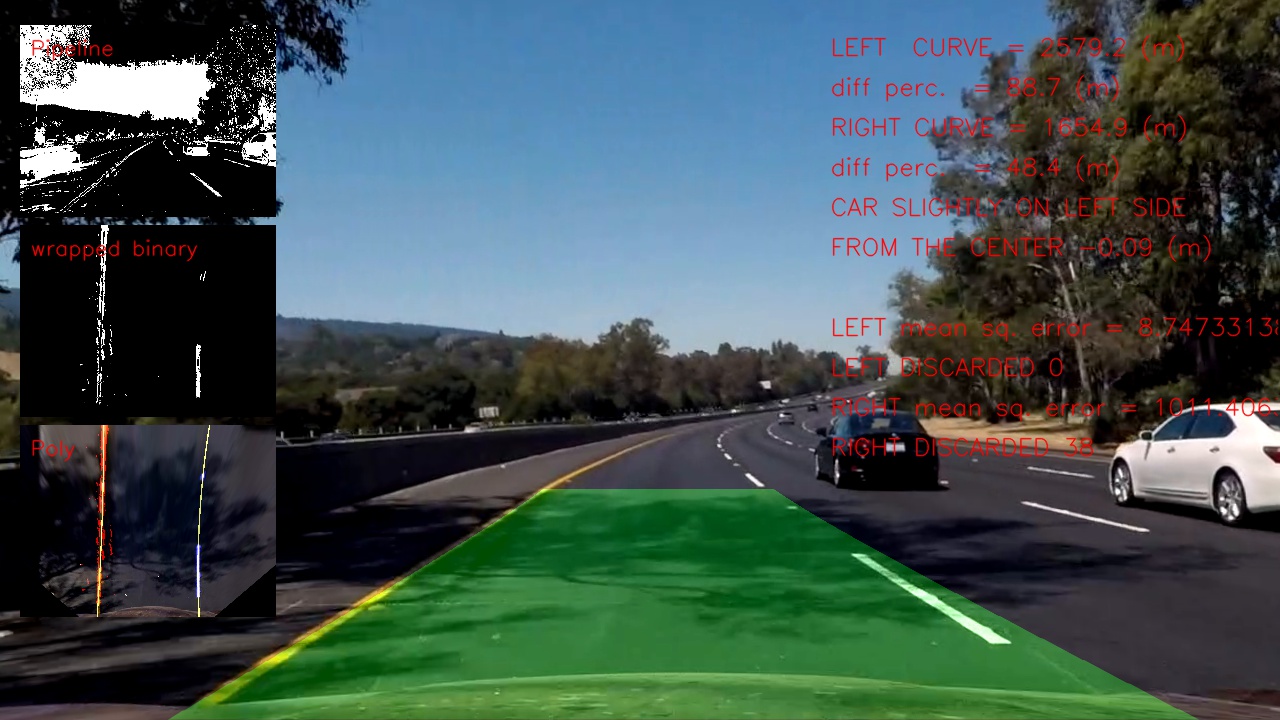 Pipeline
wrapped binary
Poly
LEFT CURVE = 2579.2 (m)
diff perc. = 88.7 (m)
RIGHT CURVE = 1654.9 (m)
diff perc. = 48.4 (m)
CAR SLIGHTLY ON LEFT SIDE
FROM THE CENTER -0.09 (m)
LEFT mean sq. error = 8.7473313
LEFT DISCARDED 0
RIGHT mean sq. error = 1011.406
RIGHT DISCARDED 38